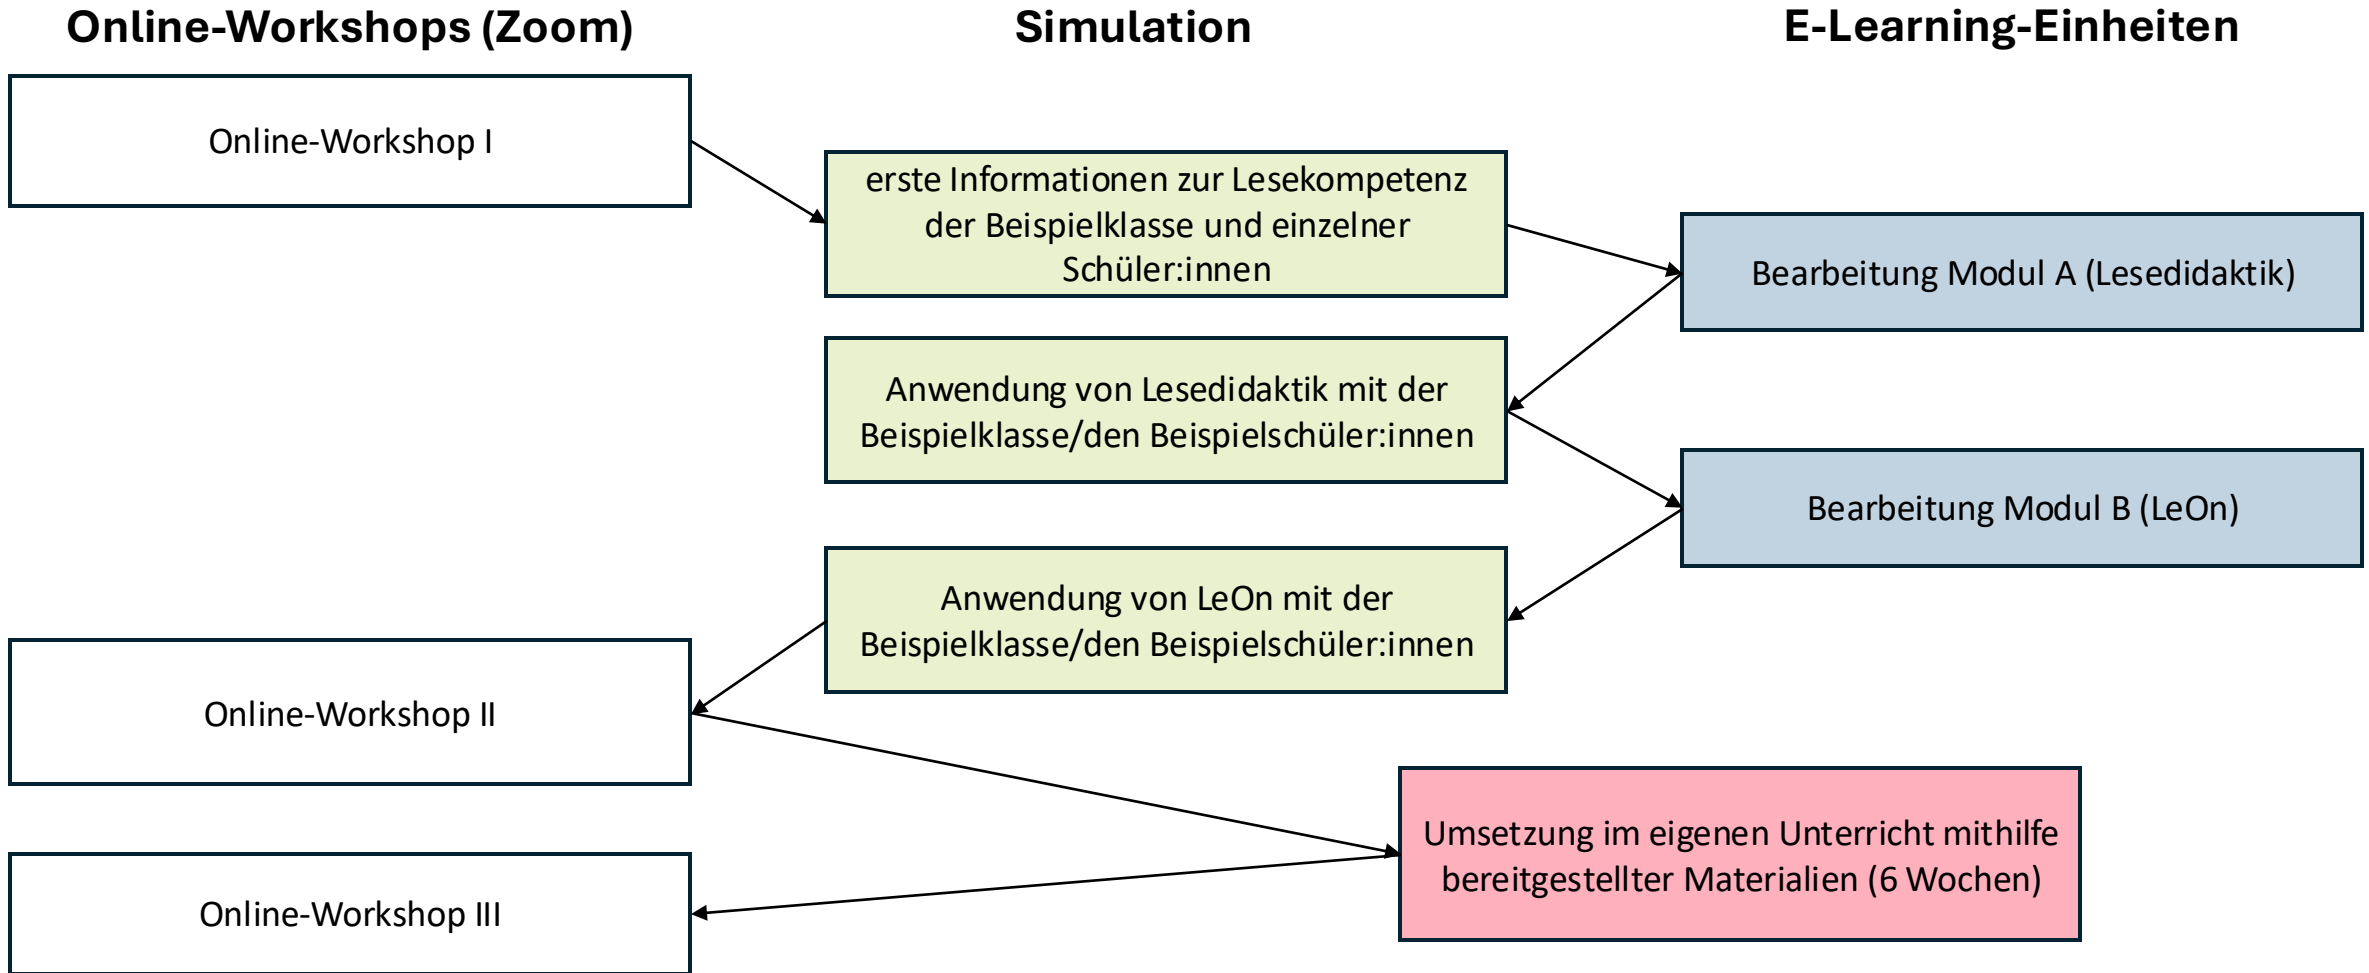 Online-Workshops (Zoom)
Simulation
E-Learning-Einheiten
Online-Workshop I
erste Informationen zur Lesekompetenz
der Beispielklasse und einzelner
Schüler:innen
Bearbeitung Modul A (Lesedidaktik)
Anwendung von Lesedidaktik mit der
Beispielklasse/den Beispielschüler:innen
Bearbeitung Modul B (LeOn)
Anwendung von LeOn mit der
Beispielklasse/den Beispielschüler:innen
Online-Workshop II
Umsetzung im eigenen Unterricht mithilfe
bereitgestellter Materialien (6 Wochen)
Online-Workshop III